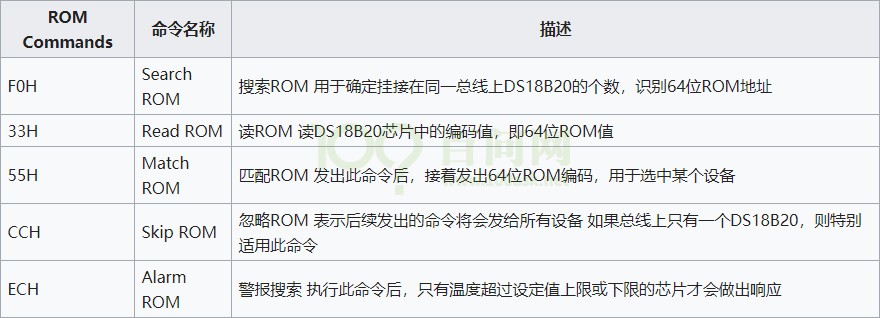 ROM
Commands
命令名称
描述
F0H
Search
ROM
搜索ROM 用于确定挂接在同一总线上DS18B20的个数，识别64位ROM地址
33H
Read ROM
读ROM 读DS18B20芯片中的编码值，即64位ROM值
55H
Match
ROM
匹配ROM 发出此命令后，接着发出64位ROM编码，用于选中某个设备
CCH
Skip ROM
忽略ROM 表示后续发出的命令将会发给所有设备 如果总线上只有一个DS18B20，则特别
适用此命令
ECH
Alarm
ROM
警报搜索 执行此命令后，只有温度超过设定值上限或下限的芯片才会做出响应
百问网